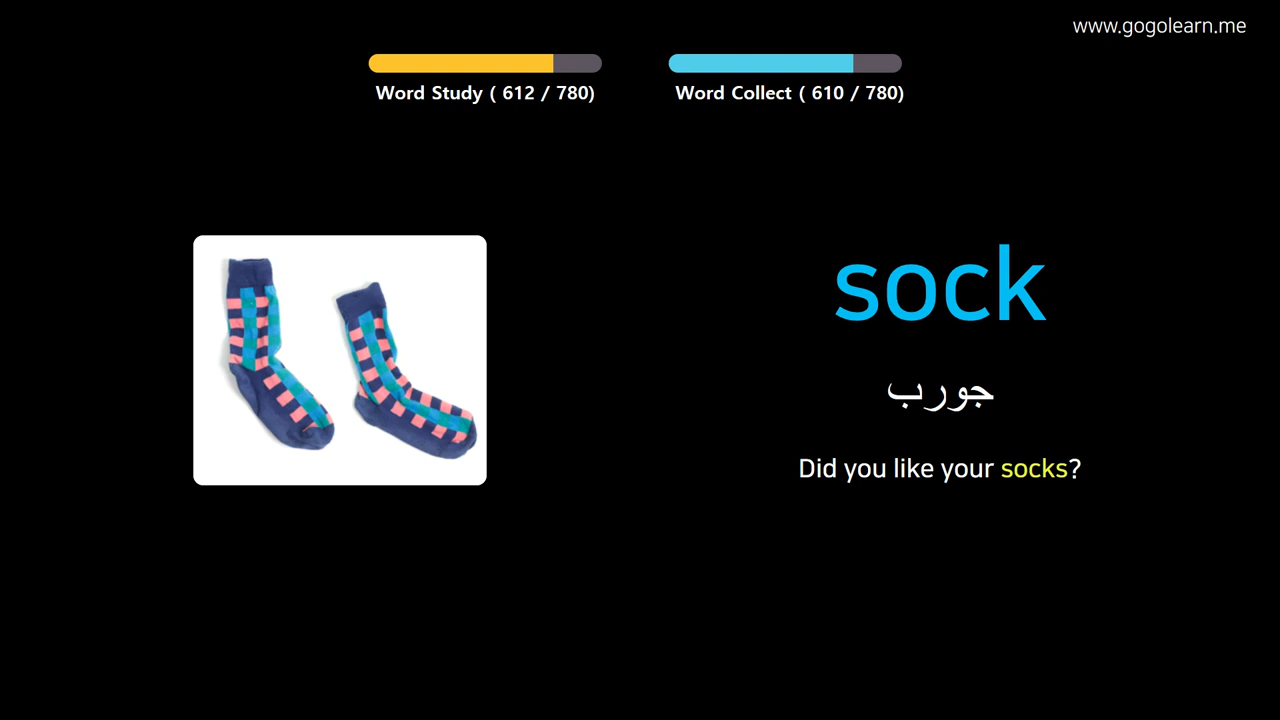 www.gogolearn.me
Word Study ( 612 / 780)
Word Collect ( 610 / 780)
sock
جورب
Did you like your socks?